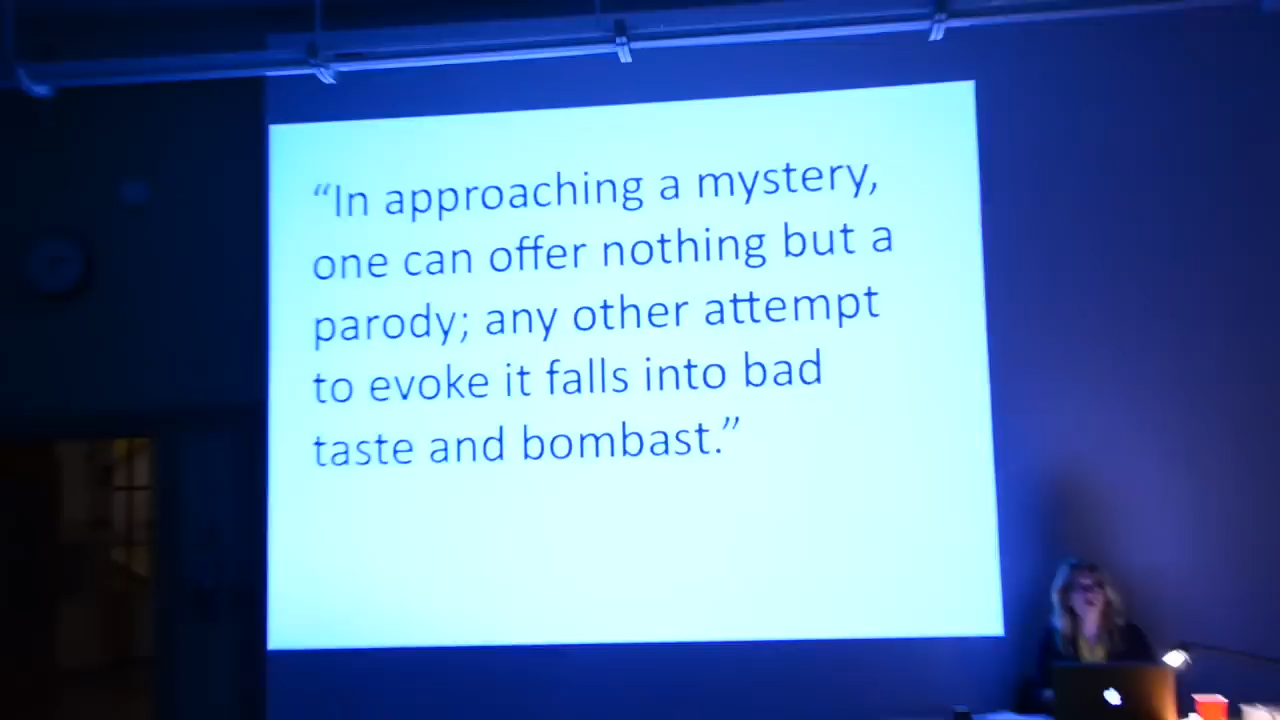 “In approaching a mystery,
one can offer nothing but a
parody; any other attempt
to evoke it falls into bad
taste and bombast.”